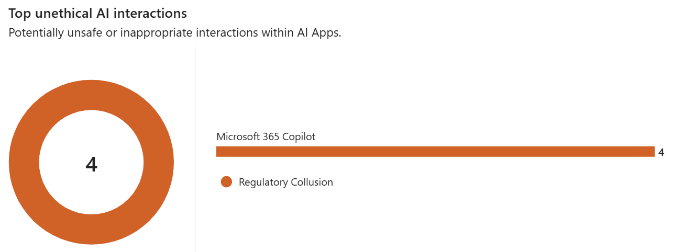 Top unethical AI interactions
Potentially unsafe or inappropriate interactions within AI Apps.
4
Microsoft 365 Copilot
4
Regulatory Collusion